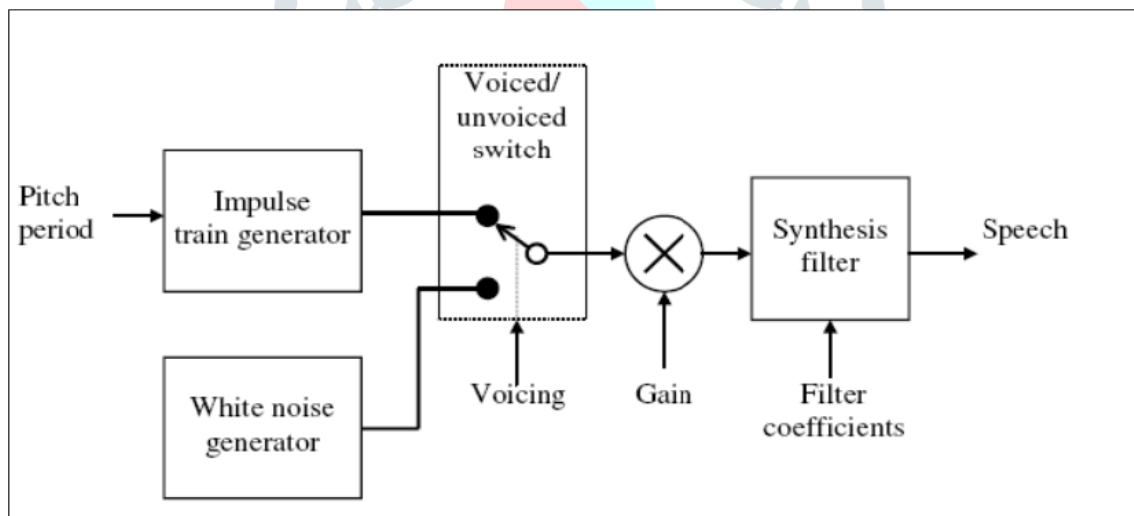 Voiced/
unvoiced
switch
Pitch
period
Impulse
train generator
Synthesis
filter
Speech
White noise
generator
Voicing
Gain
Filter
coefficients